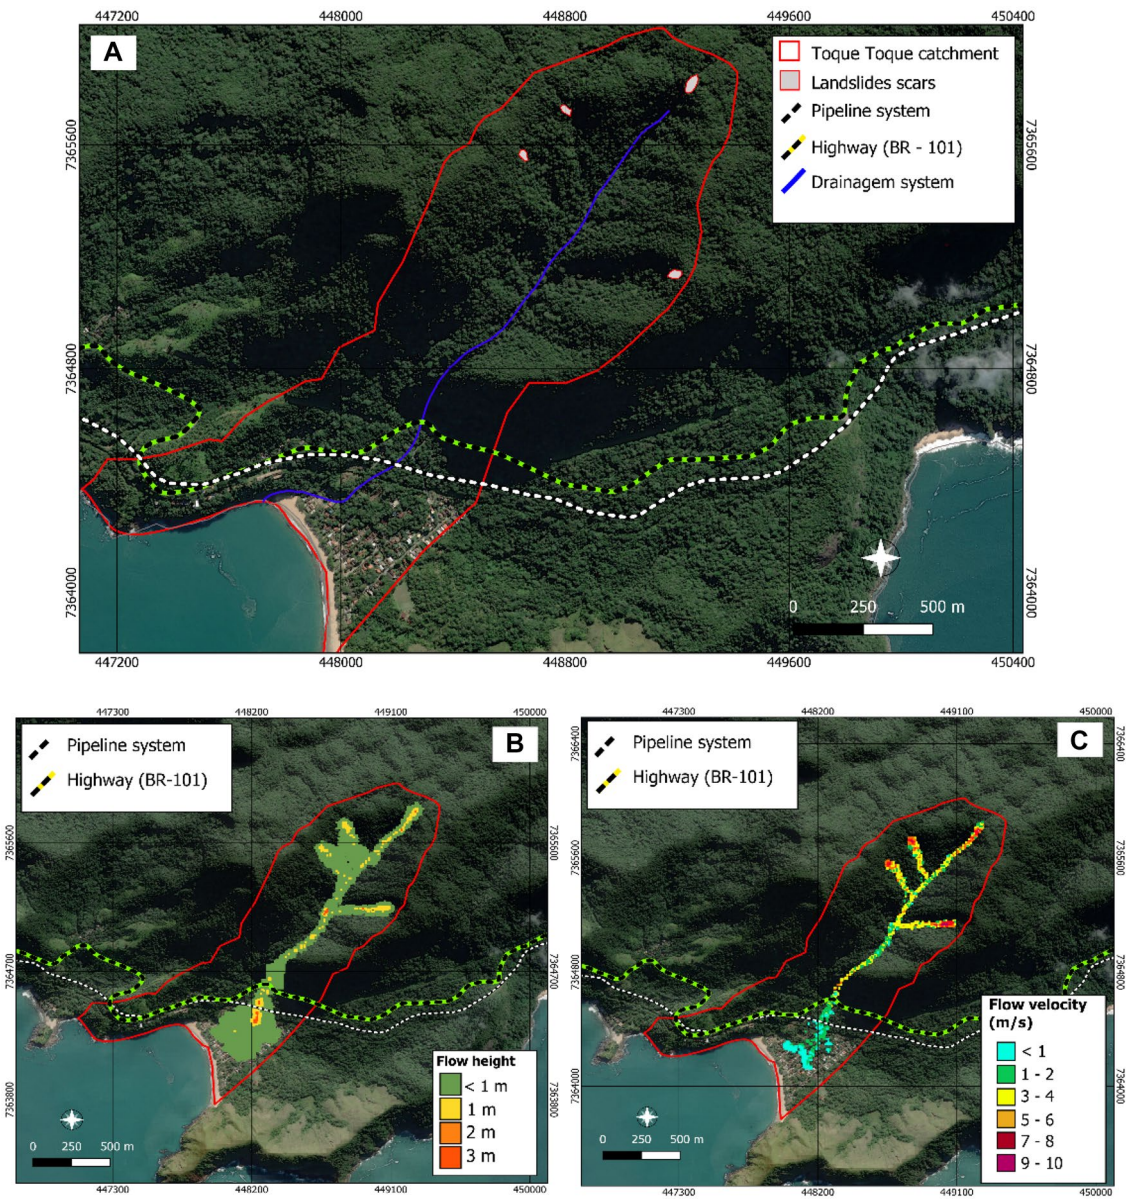 447200 448000 448800 449600 450400
A
Toque Toque catchment
Landslides scars
Pipeline system
Highway (BR - 101)
Drainagem system
7365600 7365600
7364800 7364800
7364000 7364000
0 250 500 m
447200 448000 448800 449600 450400
447300 448200 449100 450000
Pipeline system
Highway (BR-101)
B
7365600 7365600
7364700 7364700
7363800 7363800
Flow height
< 1 m
1 m
2 m
3 m
0 250 500 m
447300 448200 449100 450000
447300 448200 449100 450000
Pipeline system
Highway (BR-101)
C
7366400 7366400
7365600 7365600
7364800 7364800
7364000 7364000
Flow velocity
(m/s)
< 1
1 - 2
3 - 4
5 - 6
7 - 8
9 - 10
0 250 500 m
447300 448200 449100 450000